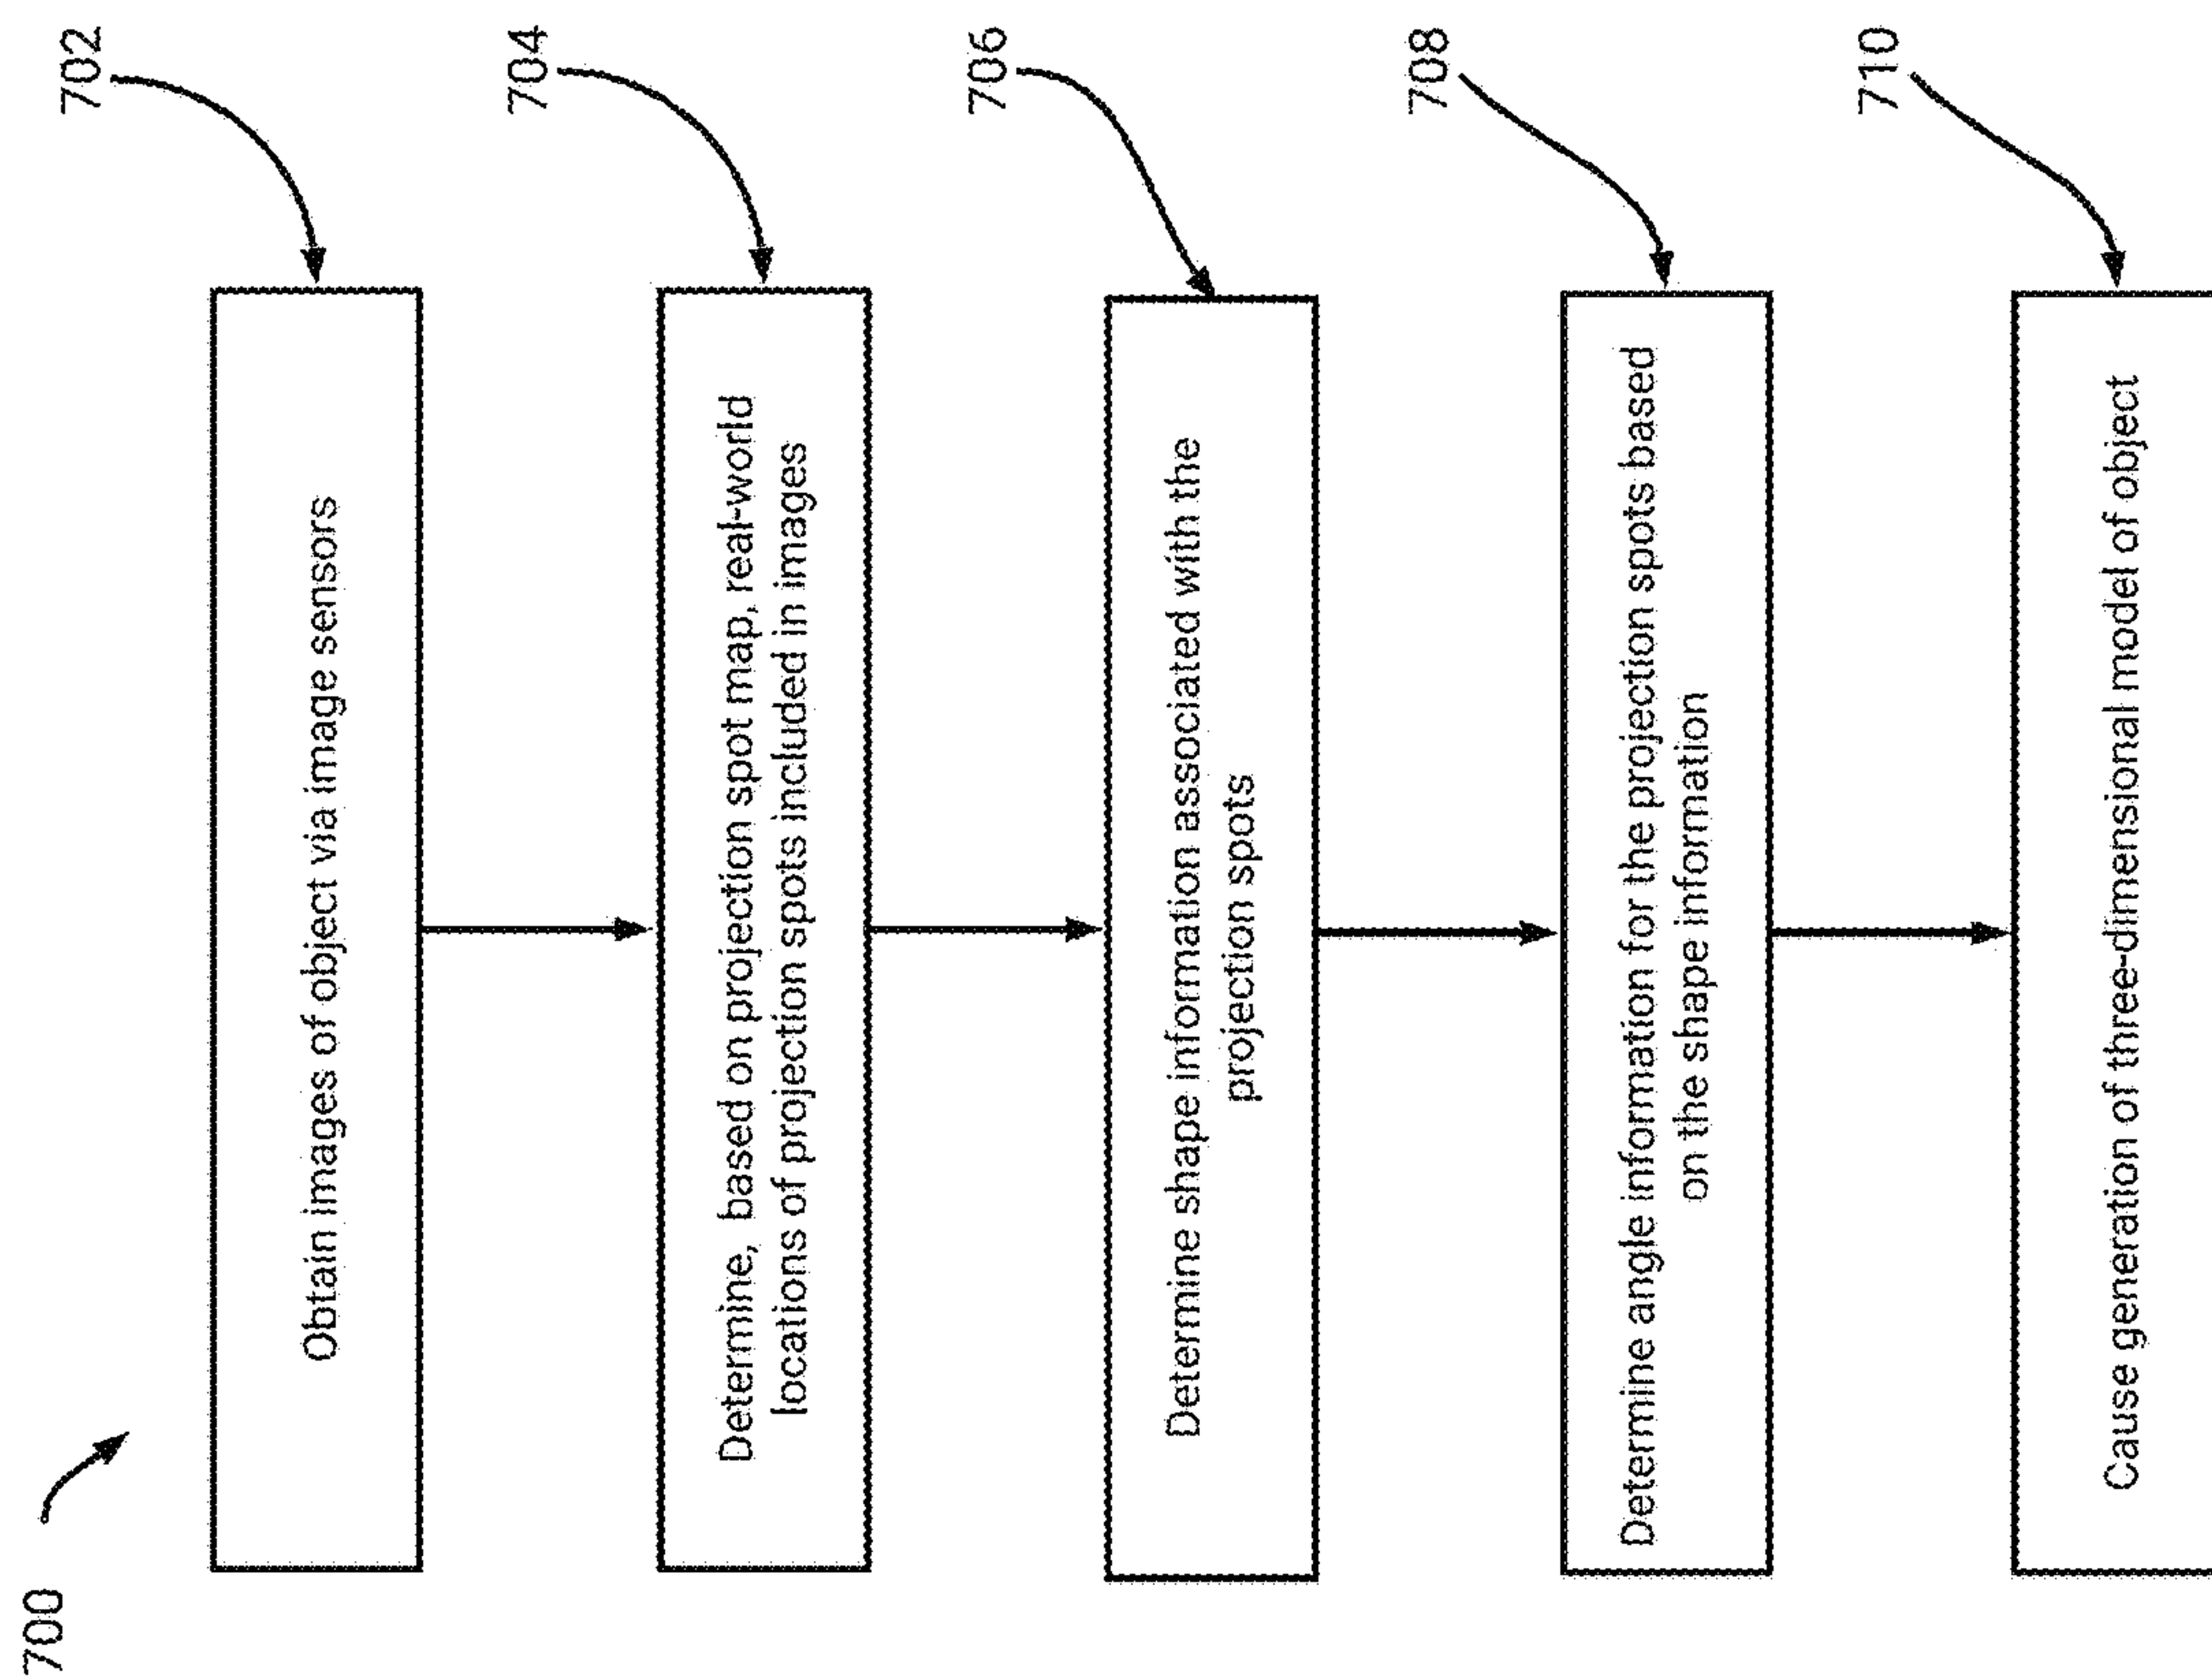 700
702
Obtain images of object via image sensors
704
Determine, based on projection spot map, real-world
locations of projection spots included in images
706
Determine shape information associated with the
projection spots
708
Determine angle information for the projection spots based
on the shape information
710
Cause generation of three-dimensional model of object